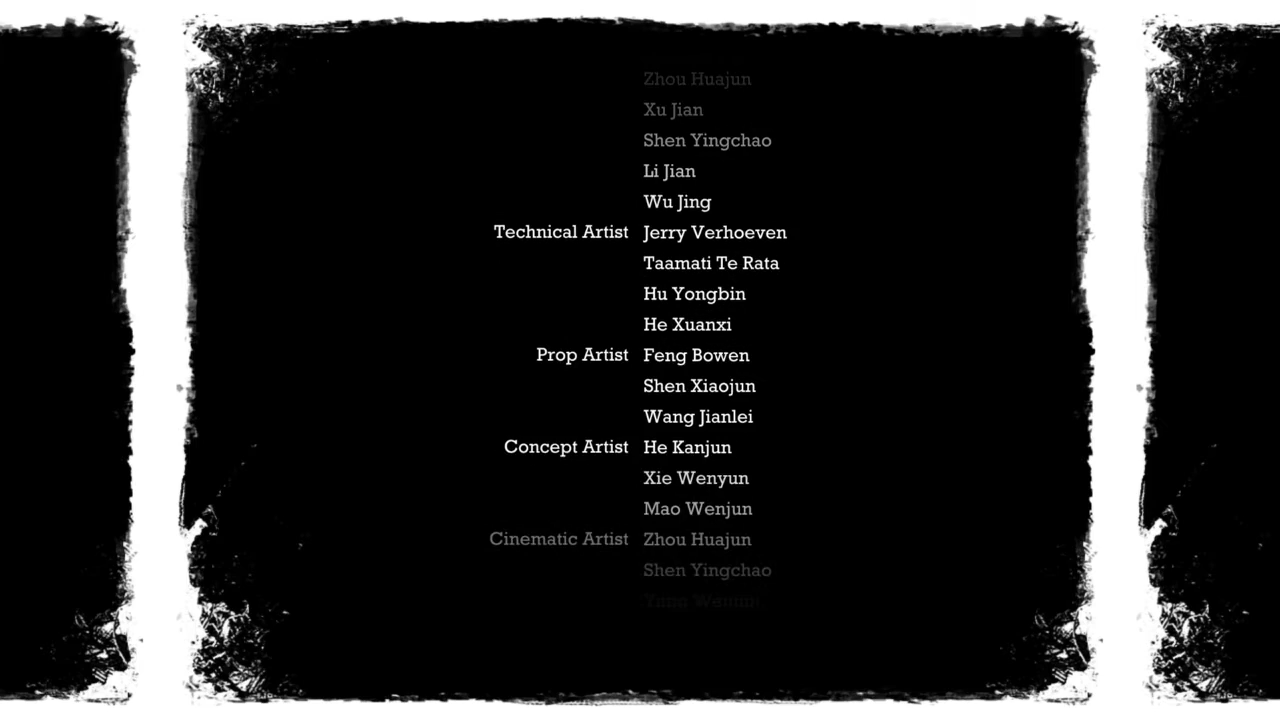 Zhou Huajun
Xu Jian
Shen Yingchao
Li Jian
Wu Jing
Technical Artist Jerry Verhoeven
Taamati Te Rata
Hu Yongbin
He Xuanxi
Prop Artist Feng Bowen
Shen Xiaojun
Wang Jianlei
Concept Artist He Kanjun
Xie Wenyun
Mao Wenjun
Cinematic Artist Zhou Huajun
Shen Yingchao